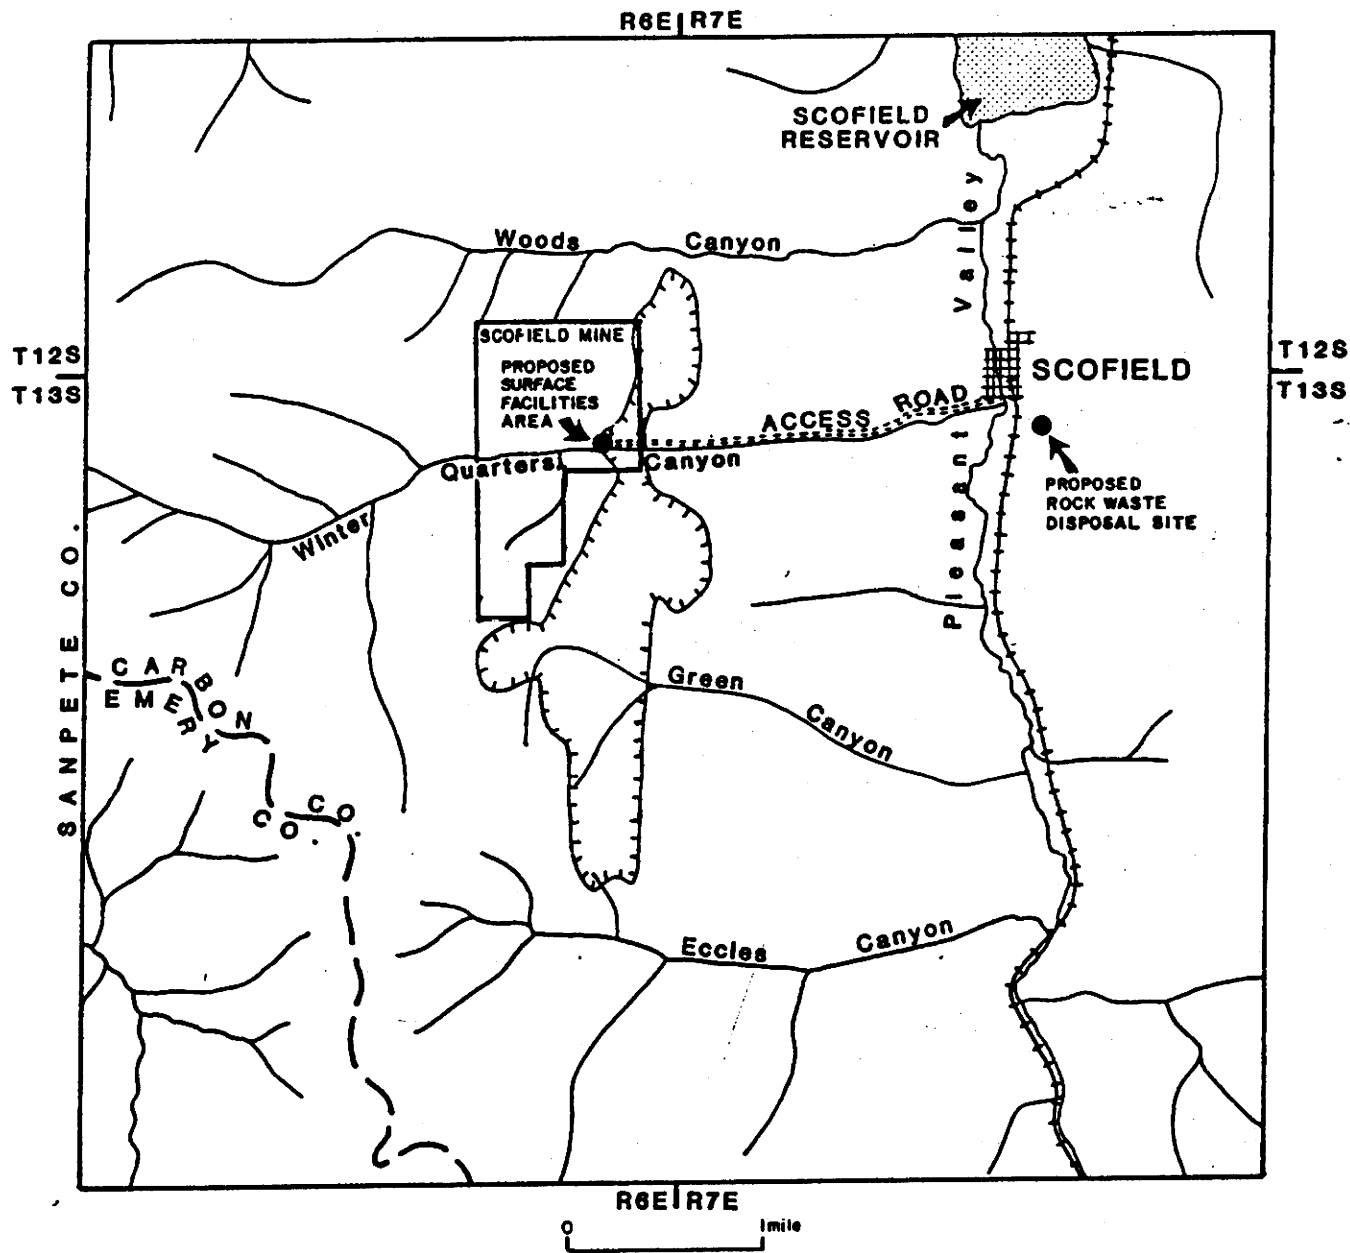 R6E R7E
SCOFIELD
RESERVOIR
Woods Canyon
Pleasant Valley
SCOFIELD MINE
PROPOSED
SURFACE
FACILITIES
AREA
T12S
T13S
T12S
T13S
SCOFIELD
ACCESS ROAD
Winter Quarters Canyon
PROPOSED
ROCK WASTE
DISPOSAL SITE
SANPETE CO.
CARBON CO.
EMERY CO.
Green Canyon
Eccles Canyon
R6E R7E
0 1mile